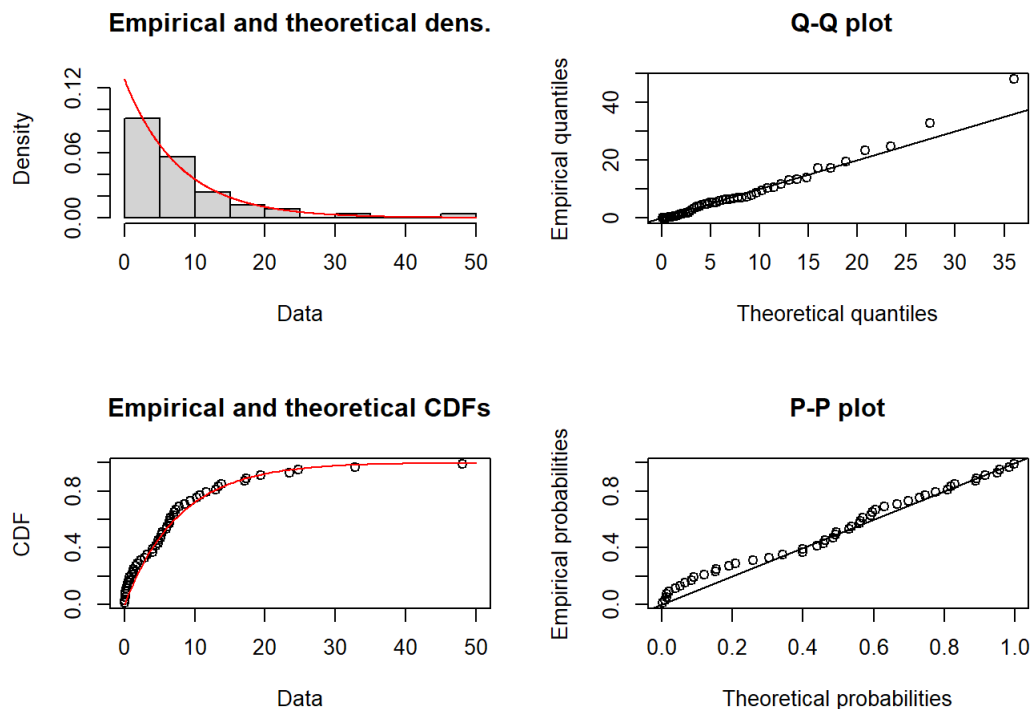 Empirical and theoretical dens.
Density
0.00 0.06 0.12
0 10 20 30 40 50
Data
Q-Q plot
Empirical quantiles
0 20 40
0 5 10 15 20 25 30 35
Theoretical quantiles
Empirical and theoretical CDFs
CDF
0.0 0.4 0.8
0 10 20 30 40 50
Data
P-P plot
Empirical probabilities
0.0 0.4 0.8
0.0 0.2 0.4 0.6 0.8 1.0
Theoretical probabilities